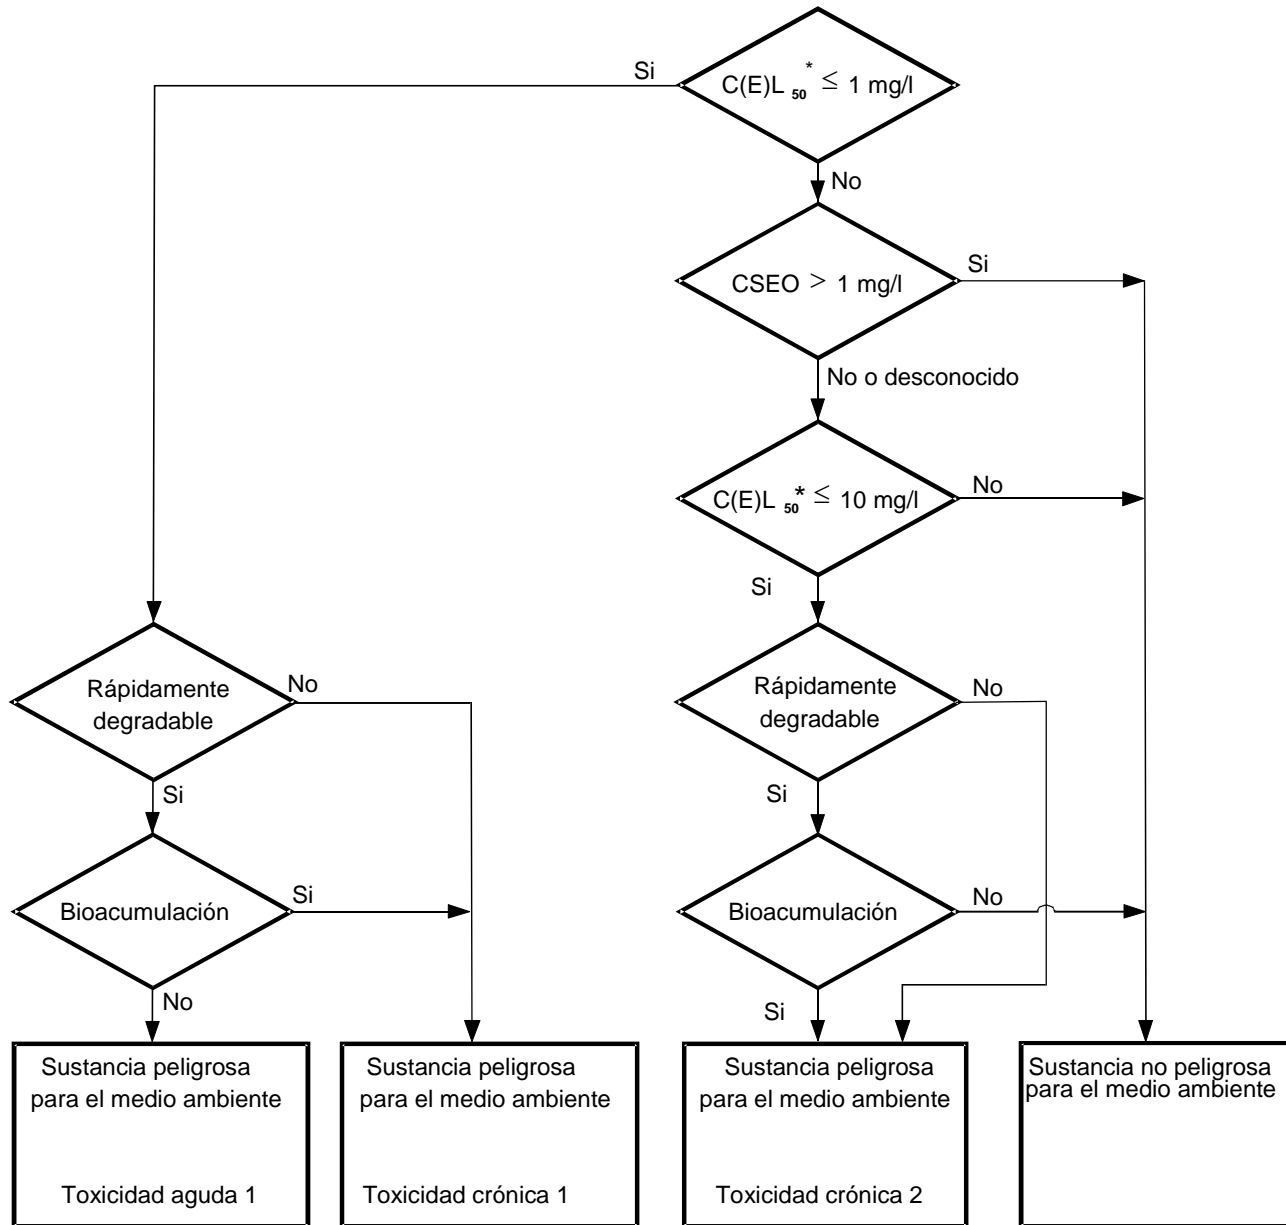 Si
C(E)L 50 * ≤ 1 mg/l
No
CSEO > 1 mg/l
Si
No o desconocido
C(E)L 50* ≤ 10 mg/l
No
Si
Rápidamente
degradable
No
Si
Rápidamente
degradable
No
Si
Bioacumulación
Si
No
Bioacumulación
No
Si
Sustancia peligrosa
para el medio ambiente
Toxicidad aguda 1
Sustancia peligrosa
para el medio ambiente
Toxicidad crónica 1
Sustancia peligrosa
para el medio ambiente
Toxicidad crónica 2
Sustancia no peligrosa
para el medio ambiente